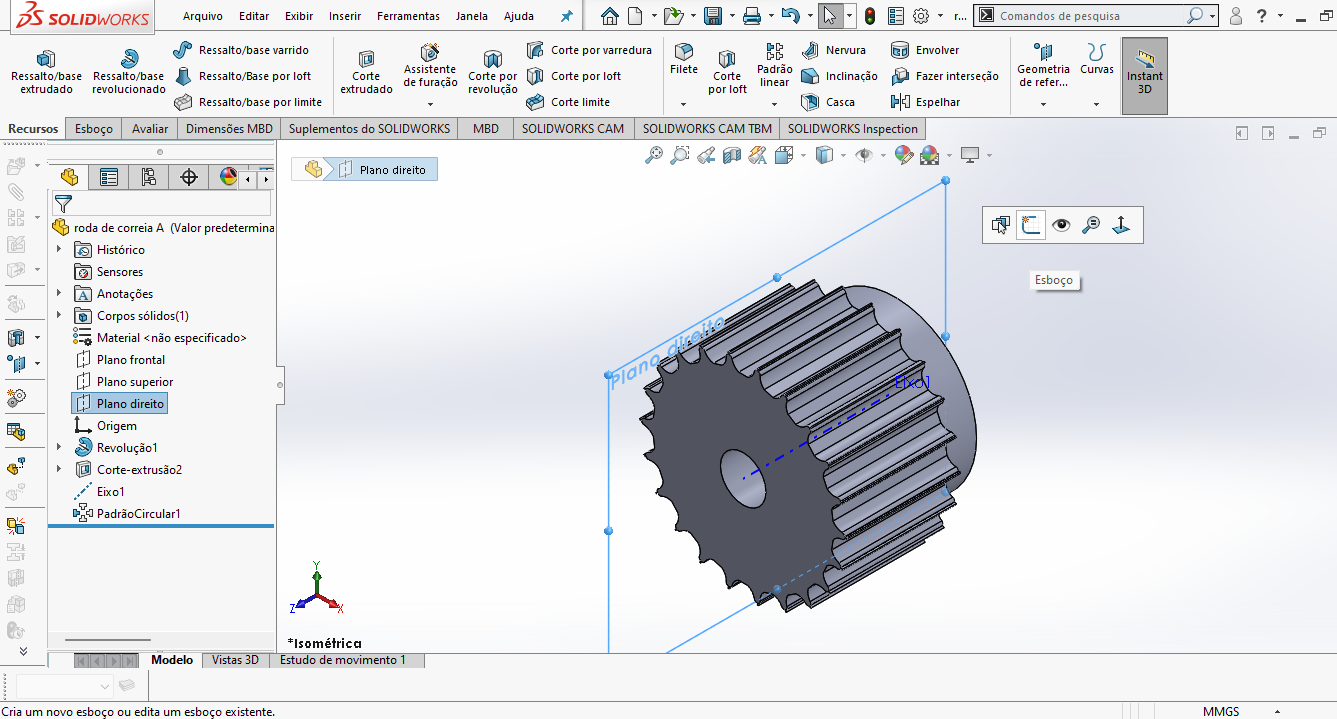 SOLIDWORKS
Arquivo Editar Exibir Inserir Ferramentas Janela Ajuda
r...
Comandos de pesquisa
?
Ressalto/base extrudado
Ressalto/base revolucionado
Ressalto/base varrido
Ressalto/Base por loft
Ressalto/base por limite
Corte extrudado
Assistente de furação
Corte por revolução
Corte por varredura
Corte por loft
Corte limite
Filete
Corte por loft
Padrão linear
Nervura
Inclinação
Casca
Envolver
Fazer interseção
Espelhar
Geometria de refer...
Curvas
Instant 3D
Recursos Esboço Avaliar Dimensões MBD Suplementos do SOLIDWORKS MBD SOLIDWORKS CAM SOLIDWORKS CAM TBM SOLIDWORKS Inspection
Plano direito
roda de correia A (Valor predetermina
Histórico
Sensores
Anotações
Corpos sólidos(1)
Material <não especificado>
Plano frontal
Plano superior
Plano direito
Origem
Revolução1
Corte-extrusão2
Eixo1
PadrãoCircular1
Plano direito
Eixo1
Esboço
Y
Z
X
*Isométrica
Modelo Vistas 3D Estudo de movimento 1
Cria um novo esboço ou edita um esboço existente.
MMGS